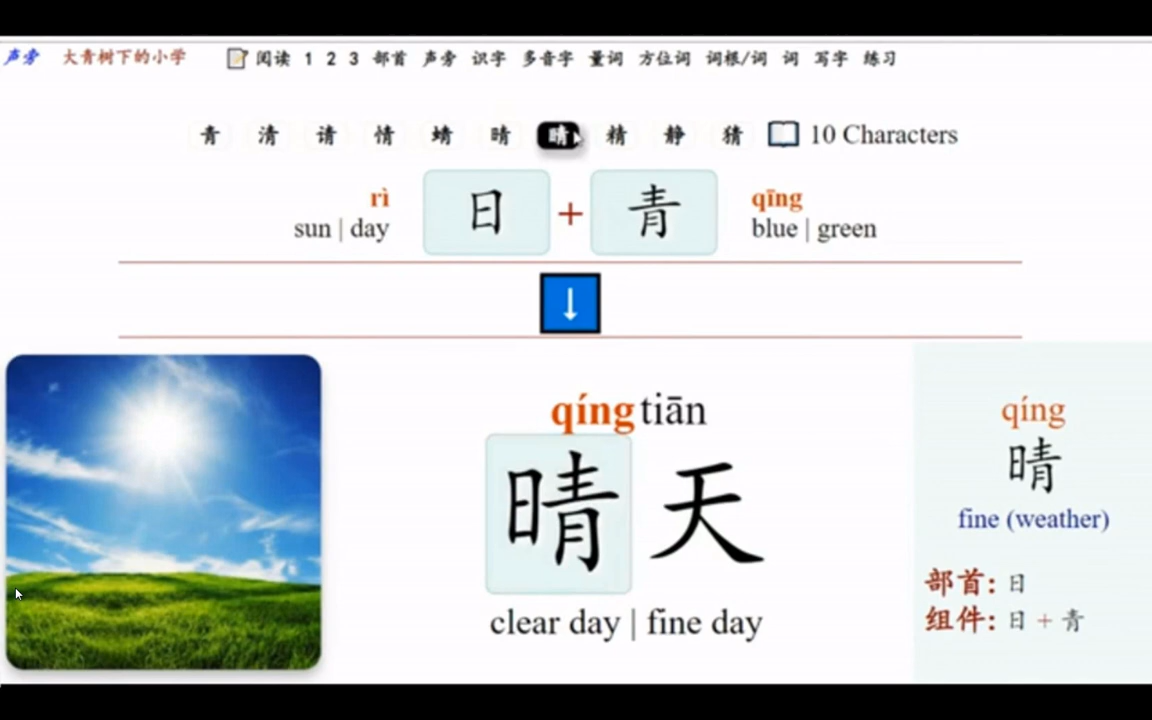 声旁 大青树下的小学 阅读 1 2 3 部首 声旁 识字 多音字 量词 方位词 词根/词 词 写字 练习
青 清 请 情 蜻 晴 睛 精 静 猜 10 Characters
rì 日 + 青 qīng
sun | day blue | green
↓
qíng tiān
晴天
clear day | fine day
qíng
晴
fine (weather)
部首: 日
组件: 日 + 青